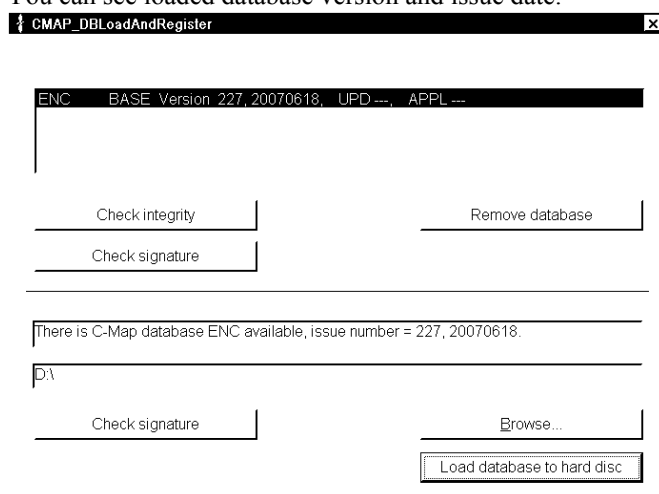 You can see loaded database version and issue date.
CMAP_DBLoadAndRegister
ENC BASE Version 227, 20070618, UPD ---, APPL ---
Check integrity Remove database
Check signature
There is C-Map database ENC available, issue number = 227, 20070618.
D:\
Check signature Browse...
Load database to hard disc